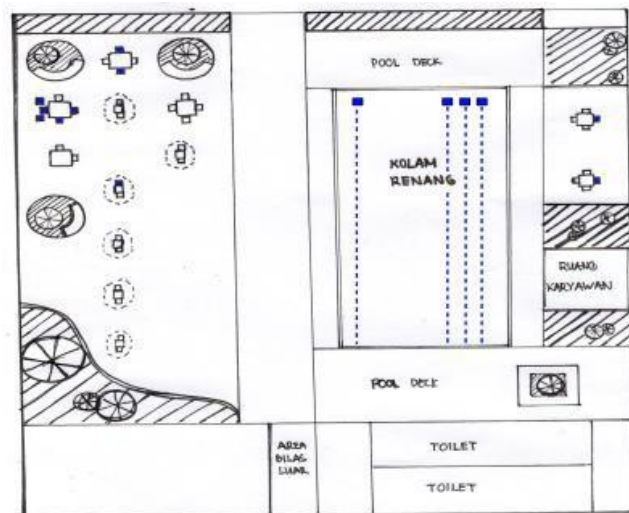 POOL DECK
KOLAM
RENANG
RUANG
KARYAWAN
POOL DECK
AREA
BILAS
LUAR
TOILET
TOILET